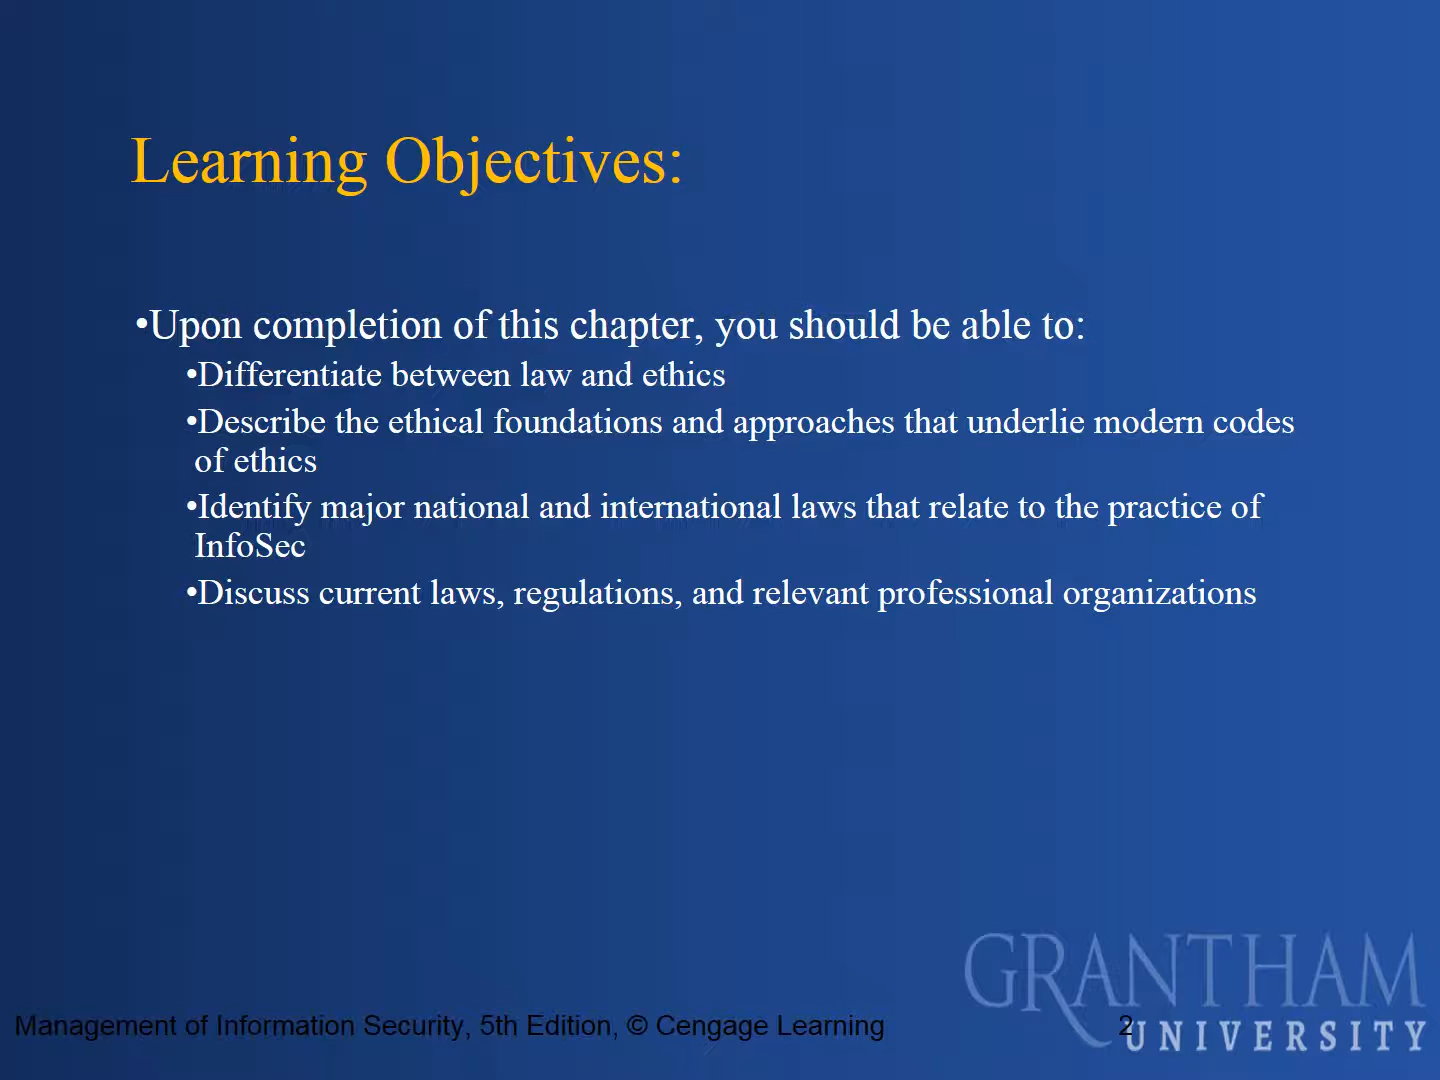 Learning Objectives:
•Upon completion of this chapter, you should be able to:
•Differentiate between law and ethics
•Describe the ethical foundations and approaches that underlie modern codes
of ethics
•Identify major national and international laws that relate to the practice of
InfoSec
•Discuss current laws, regulations, and relevant professional organizations
GRANTHAM
UNIVERSITY
Management of Information Security, 5th Edition, © Cengage Learning
2